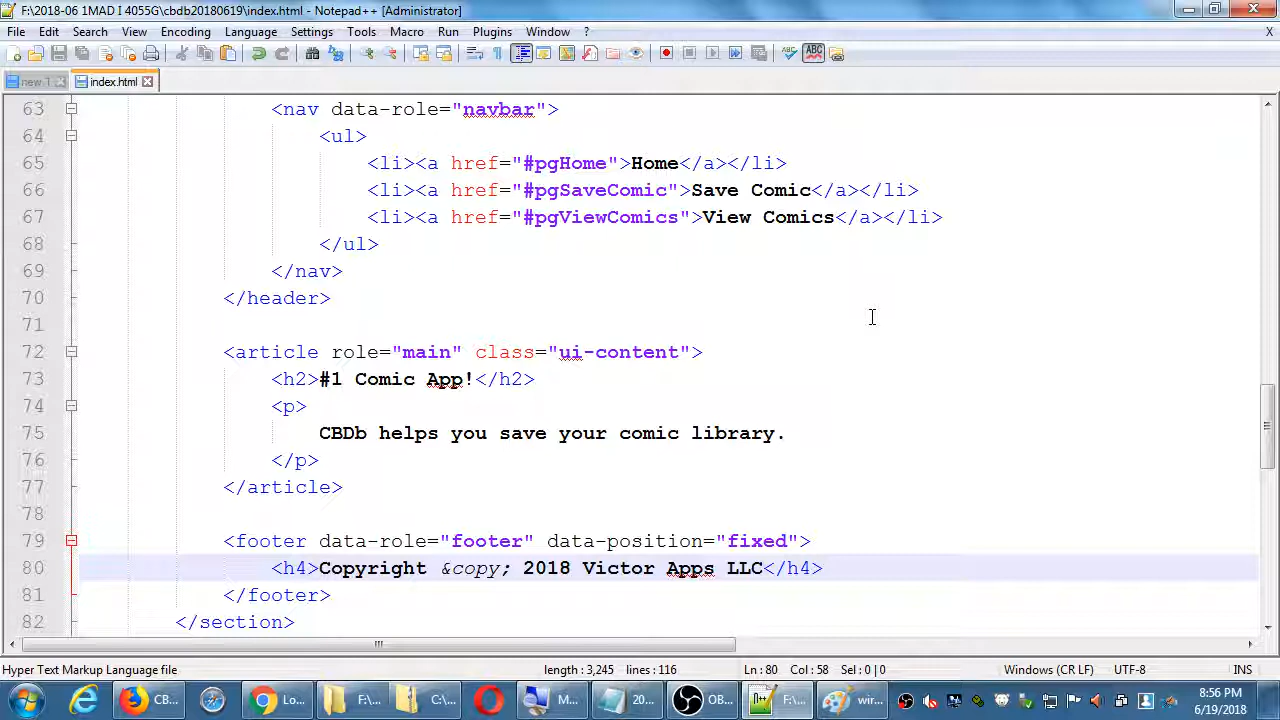 F:\2018-06 1MAD I 4055G\cbdb20180619\index.html - Notepad++ [Administrator]
File Edit Search View Encoding Language Settings Tools Macro Run Plugins Window ? X
new 1 index.html
63 <nav data-role="navbar">
64 <ul>
65 <li><a href="#pgHome">Home</a></li>
66 <li><a href="#pgSaveComic">Save Comic</a></li>
67 <li><a href="#pgViewComics">View Comics</a></li>
68 </ul>
69 </nav>
70 </header>
71
72 <article role="main" class="ui-content">
73 <h2>#1 Comic App!</h2>
74 <p>
75 CBDb helps you save your comic library.
76 </p>
77 </article>
78
79 <footer data-role="footer" data-position="fixed">
80 <h4>Copyright &copy; 2018 Victor Apps LLC</h4>
81 </footer>
82 </section>
Hyper Text Markup Language file length : 3,245 lines : 116 Ln : 80 Col : 58 Sel : 0 | 0 Windows (CR LF) UTF-8 INS
CB... Lo... F:\... C:\... M... 20... OB... F:\... wir... 8:56 PM
6/19/2018